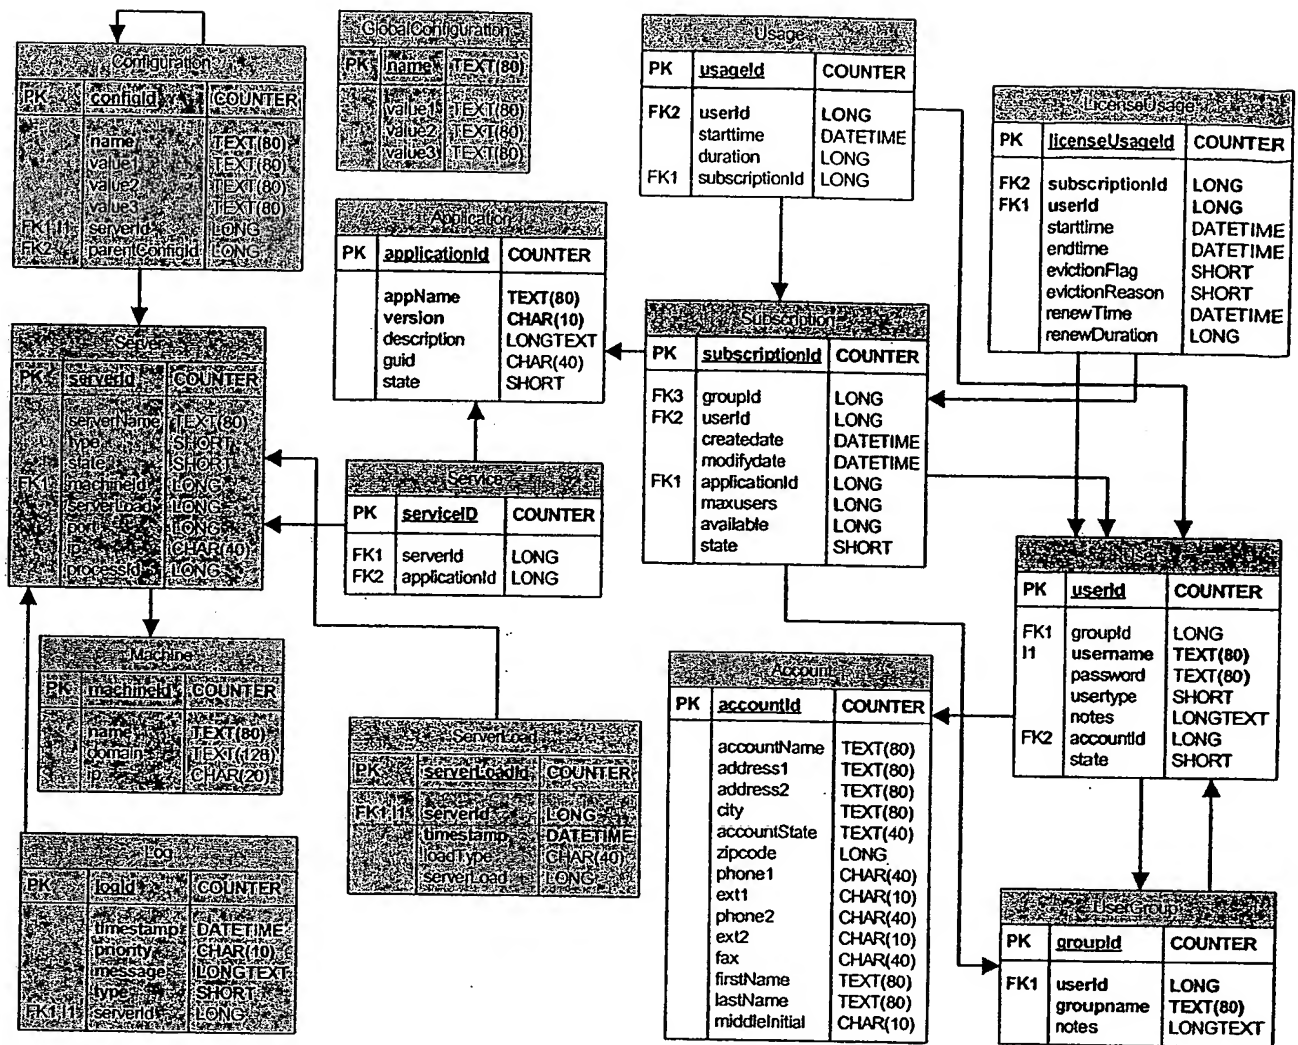 Configuration
PK configId COUNTER
name TEXT(80)
value1 TEXT(80)
value2 TEXT(80)
value3 TEXT(80)
FK1,I1 serverId LONG
FK2 parentConfigId LONG
GlobalConfiguration
PK name TEXT(80)
value1 TEXT(80)
value2 TEXT(80)
value3 TEXT(80)
Usage
PK usageId COUNTER
FK2 userId LONG
starttime DATETIME
duration LONG
FK1 subscriptionId LONG
LicenseUsage
PK licenseUsageId COUNTER
FK2 subscriptionId LONG
FK1 userId LONG
starttime DATETIME
endtime DATETIME
evictionFlag SHORT
evictionReason SHORT
renewTime DATETIME
renewDuration LONG
Application
PK applicationId COUNTER
appName TEXT(80)
version CHAR(10)
description LONGTEXT
guid CHAR(40)
state SHORT
Subscription
PK subscriptionId COUNTER
FK3 groupId LONG
FK2 userId LONG
createdate DATETIME
modifydate DATETIME
FK1 applicationId LONG
maxusers LONG
available LONG
state SHORT
Server
PK serverId COUNTER
serverName TEXT(80)
type SHORT
state SHORT
FK1 machineId LONG
serverLoad LONG
port LONG
ip CHAR(40)
processId LONG
Service
PK serviceID COUNTER
FK1 serverId LONG
FK2 applicationId LONG
PK userId COUNTER
FK1 groupId LONG
I1 username TEXT(80)
password TEXT(80)
usertype SHORT
notes LONGTEXT
FK2 accountId LONG
state SHORT
Machine
PK machineId COUNTER
name TEXT(80)
domain TEXT(128)
ip CHAR(20)
ServerLoad
PK serverLoadId COUNTER
FK1,I1 serverId LONG
timestamp DATETIME
loadType CHAR(40)
serverLoad LONG
Account
PK accountId COUNTER
accountName TEXT(80)
address1 TEXT(80)
address2 TEXT(80)
city TEXT(80)
accountState TEXT(40)
zipcode LONG
phone1 CHAR(40)
ext1 CHAR(10)
phone2 CHAR(40)
ext2 CHAR(10)
fax CHAR(40)
firstName TEXT(80)
lastName TEXT(80)
middleInitial CHAR(10)
Log
PK logId COUNTER
timestamp DATETIME
priority CHAR(10)
message LONGTEXT
type SHORT
FK1,I1 serverId LONG
UserGroup
PK groupId COUNTER
FK1 userId LONG
groupname TEXT(80)
notes LONGTEXT